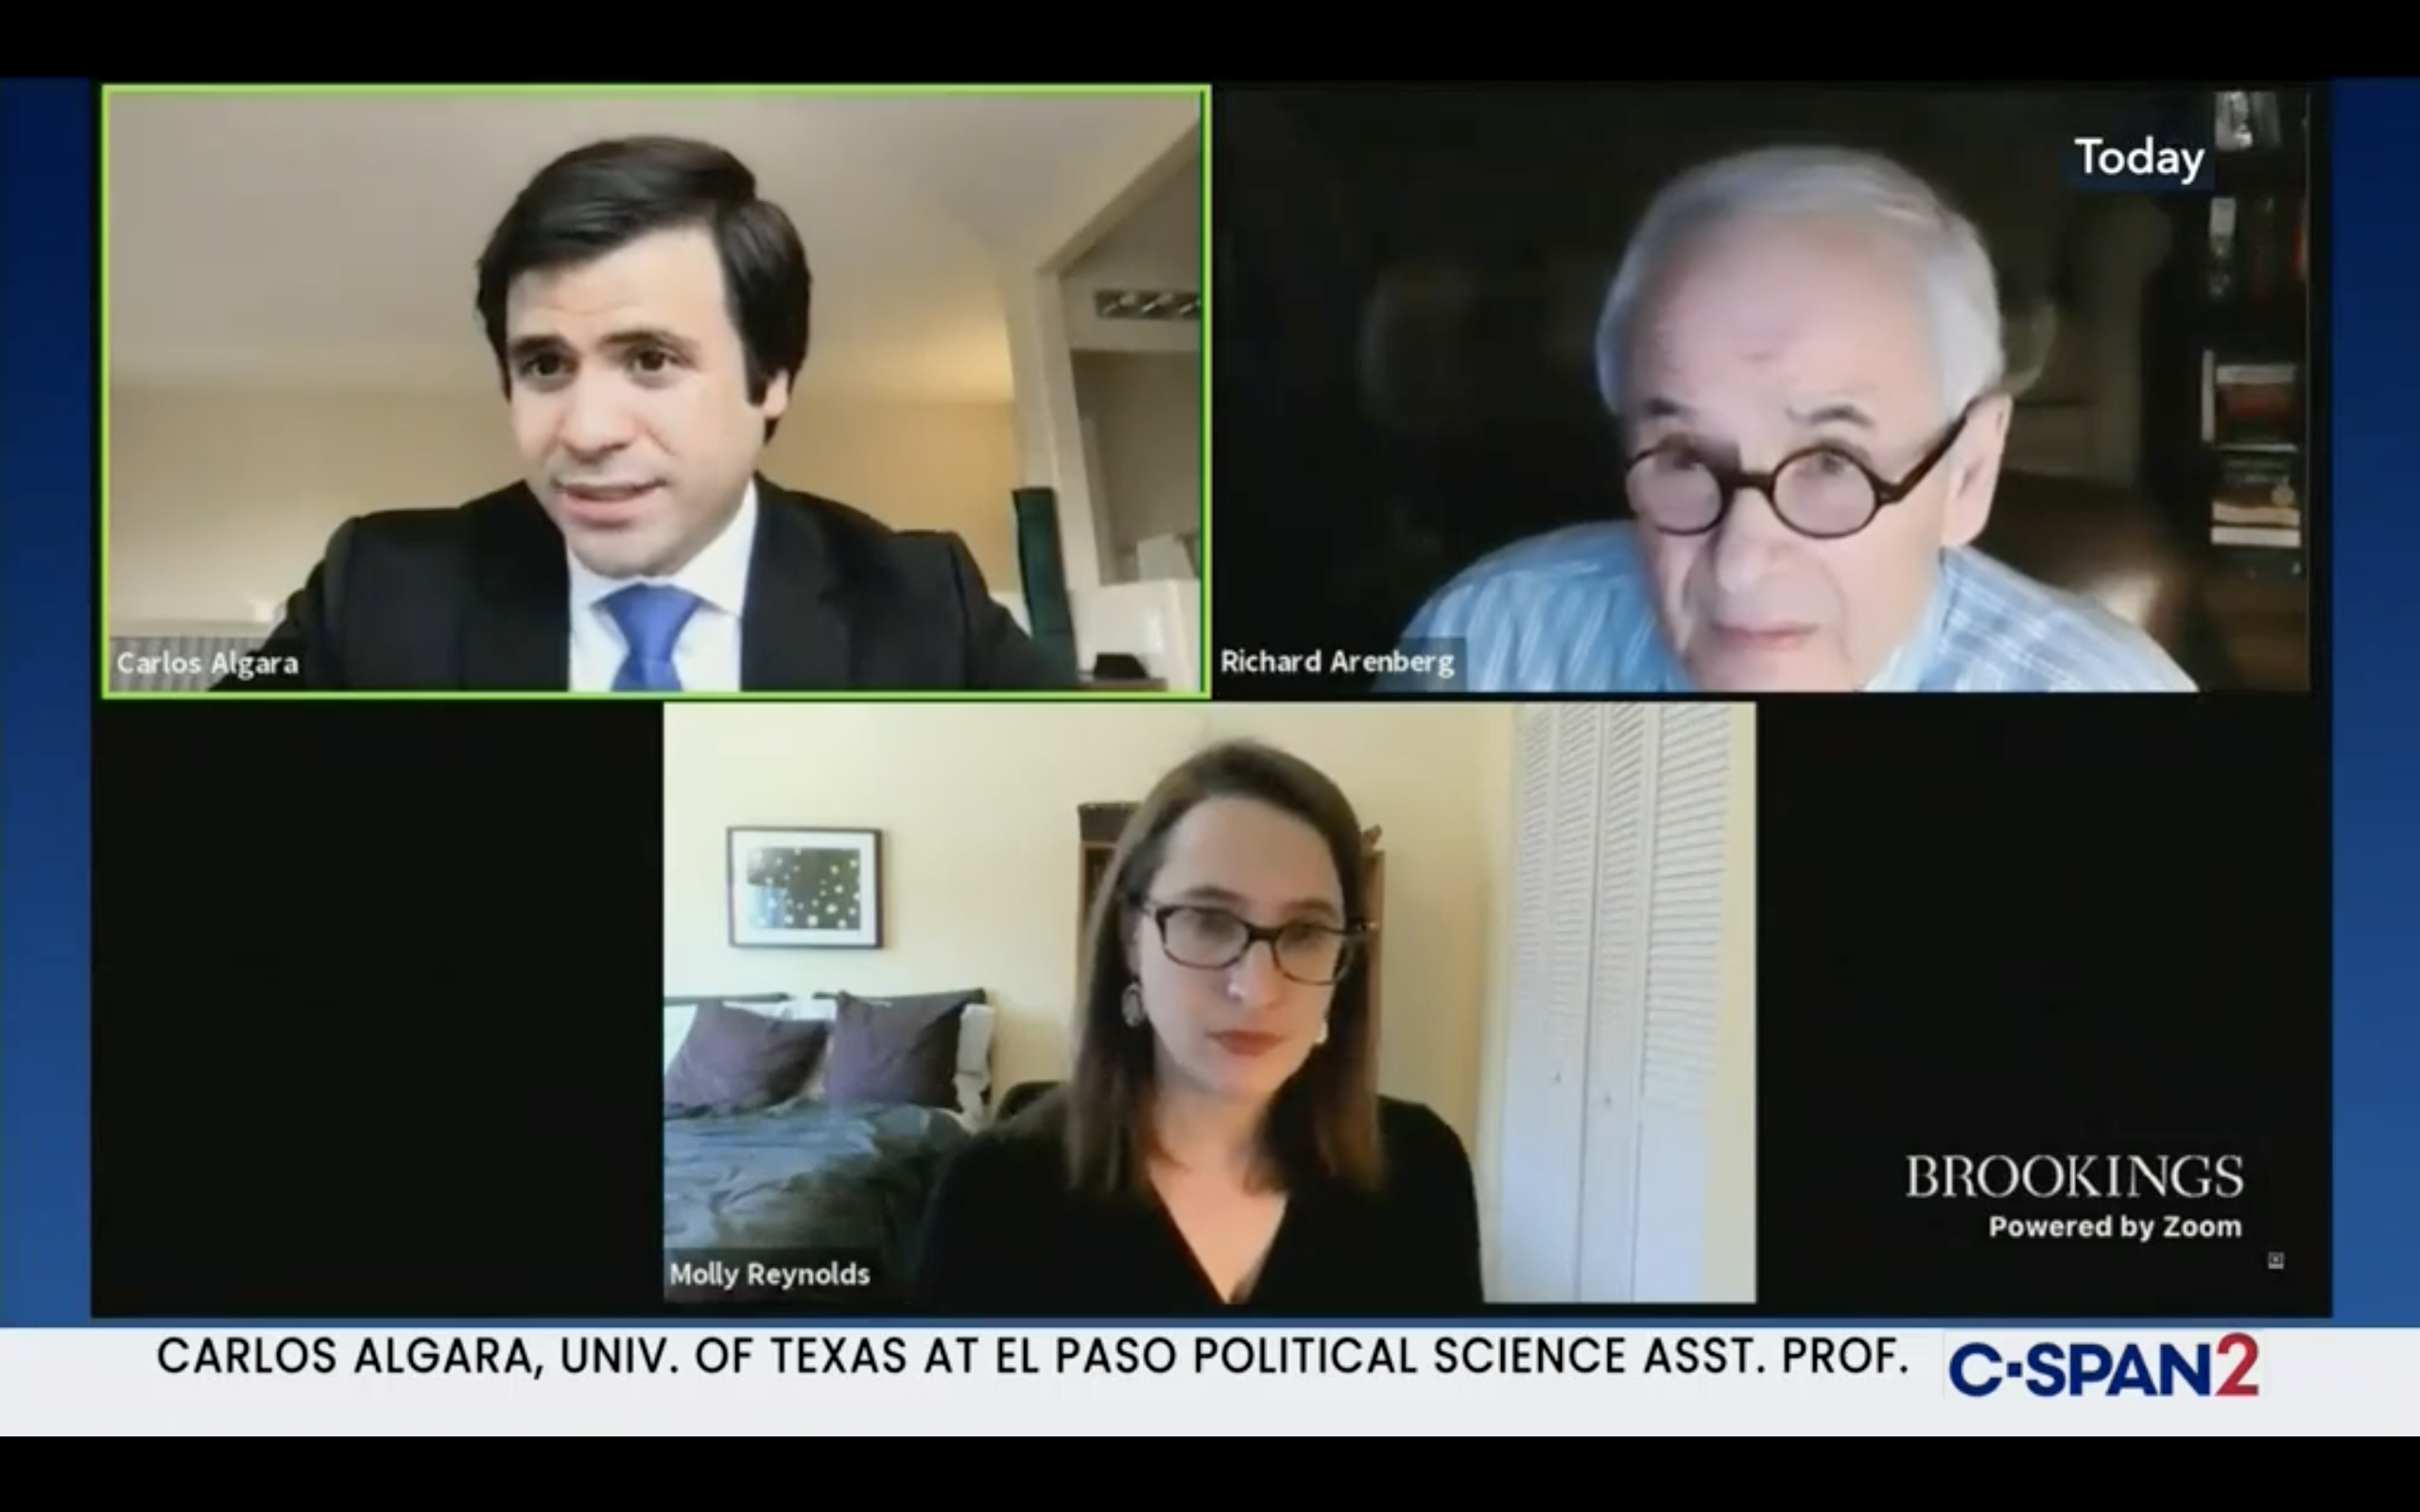 Today
Carlos Algara
Richard Arenberg
Molly Reynolds
BROOKINGS
Powered by Zoom
CARLOS ALGARA, UNIV. OF TEXAS AT EL PASO POLITICAL SCIENCE ASST. PROF.
C·SPAN2